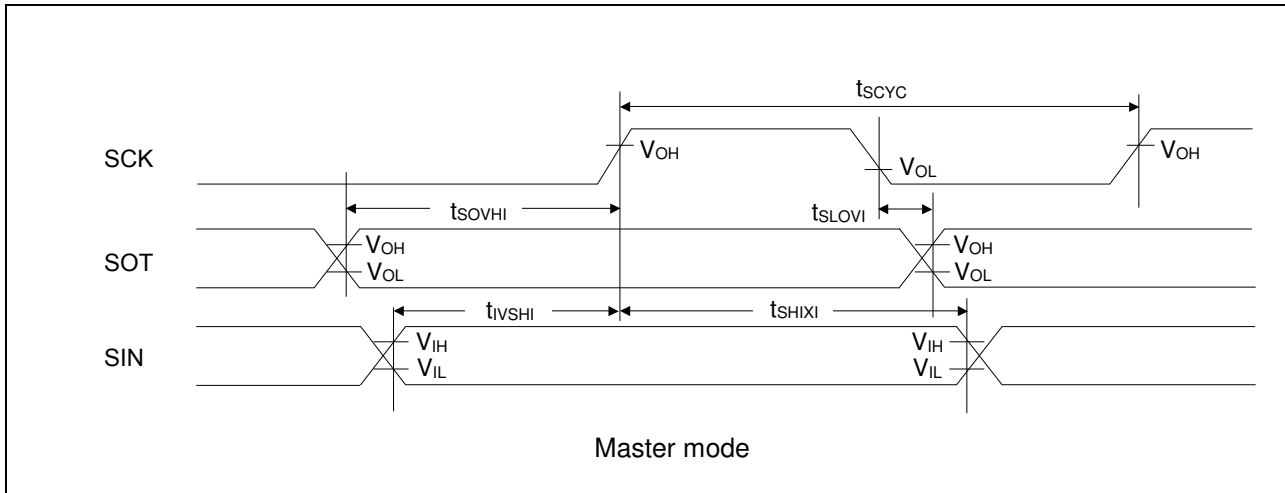 tSCYC
SCK
VOH
VOL
VOH
tSOVHI
tSLOVI
SOT
VOH
VOL
VOH
VOL
tIVSHI
tSHIXI
SIN
VIH
VIL
VIH
VIL
Master mode